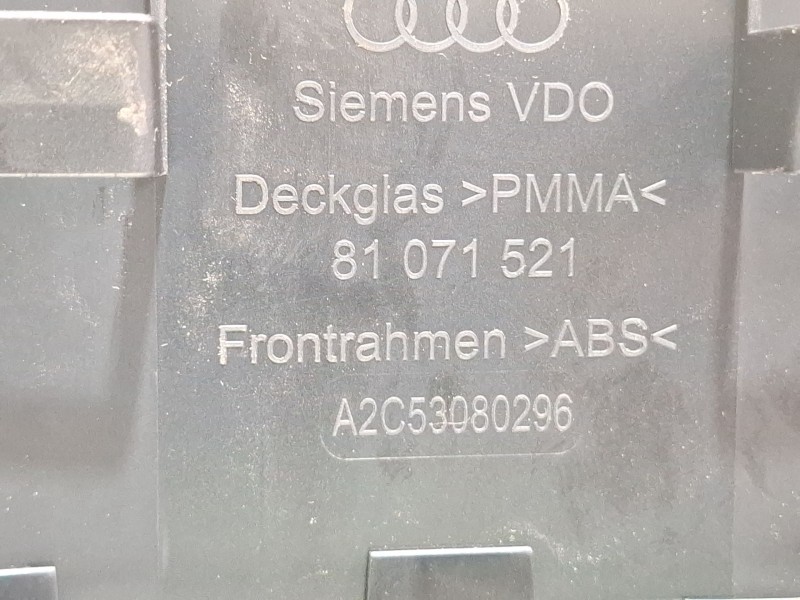 Siemens VDO
Deckglas >PMMA<
81 071 521
Frontrahmen >ABS<
A2C53080296